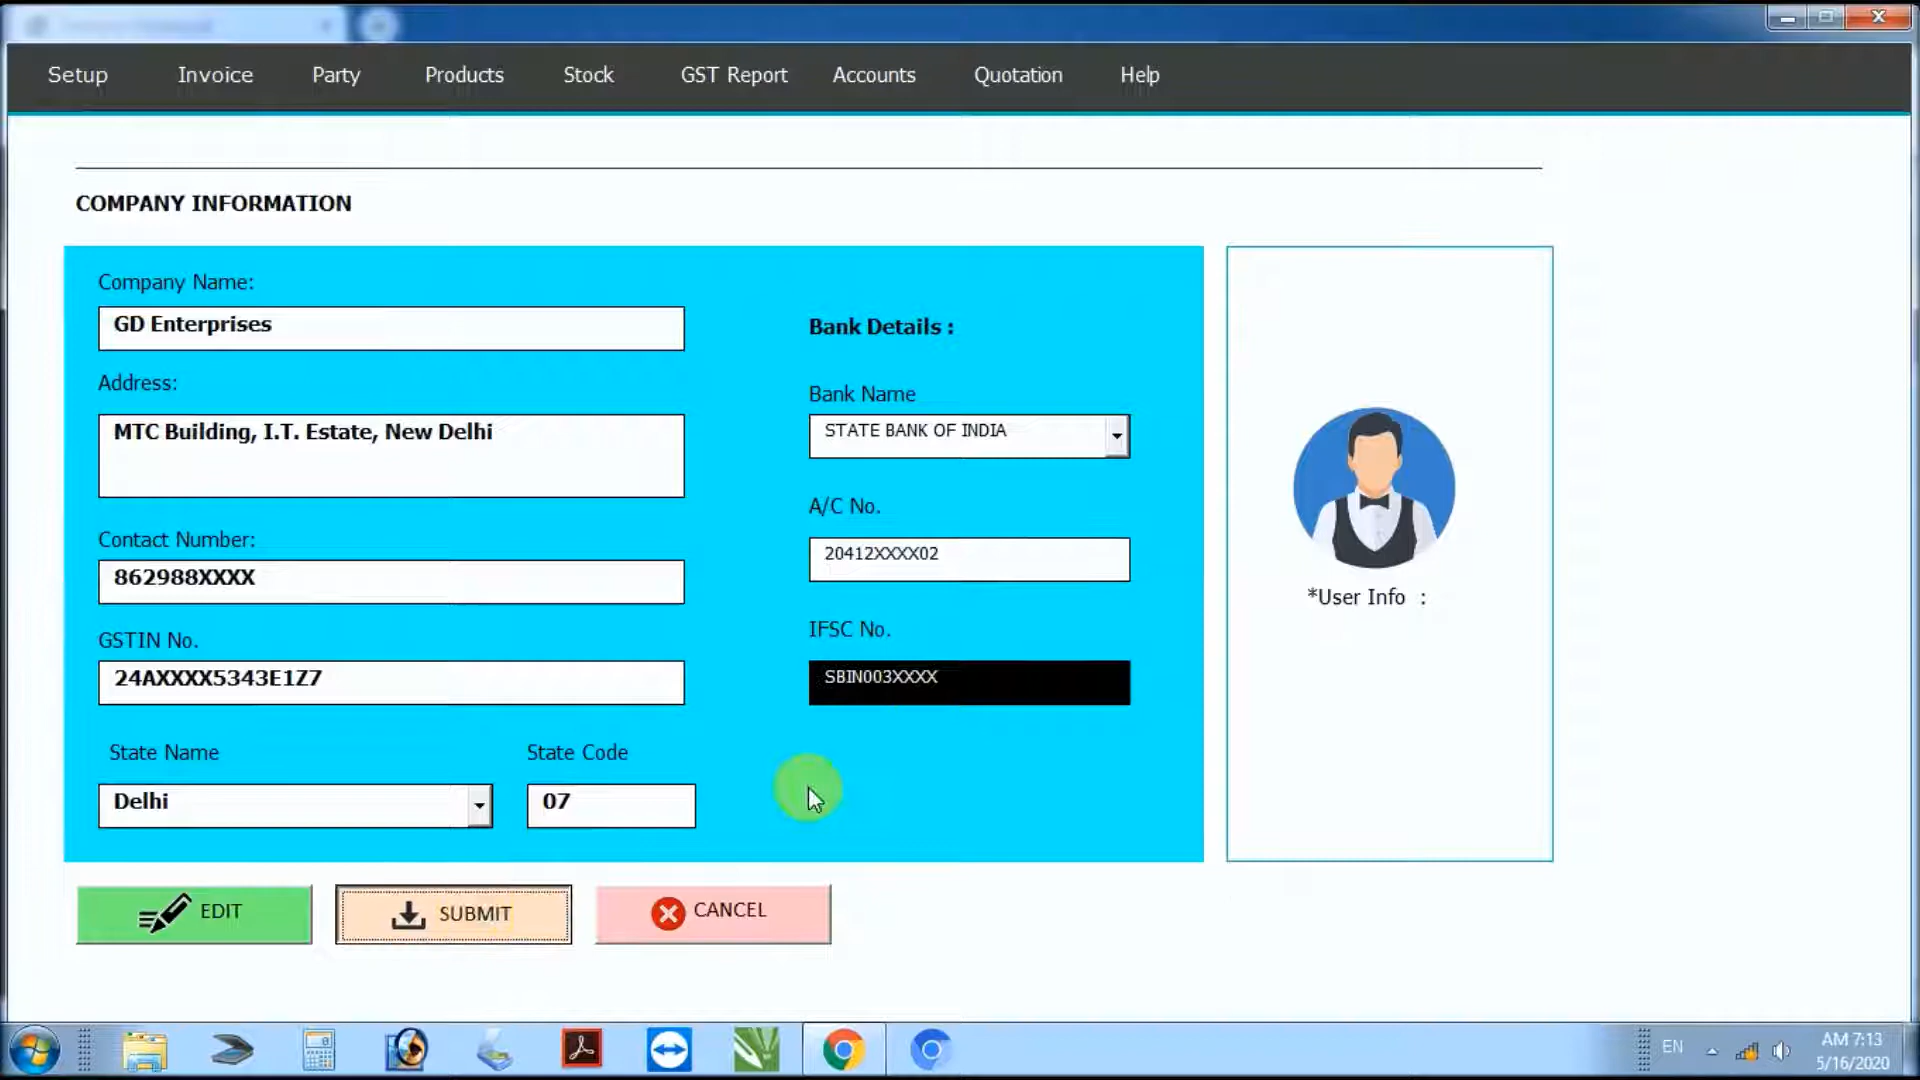 Setup Invoice Party Products Stock GST Report Accounts Quotation Help
COMPANY INFORMATION
Company Name:
GD Enterprises
Address:
MTC Building, I.T. Estate, New Delhi
Contact Number:
862988XXXX
GSTIN No.
24AXXXX5343E1Z7
State Name
Delhi
State Code
07
Bank Details :
Bank Name
STATE BANK OF INDIA
A/C No.
20412XXXX02
IFSC No.
SBIN003XXXX
*User Info :
EDIT
SUBMIT
CANCEL
EN
AM 7:13
5/16/2020